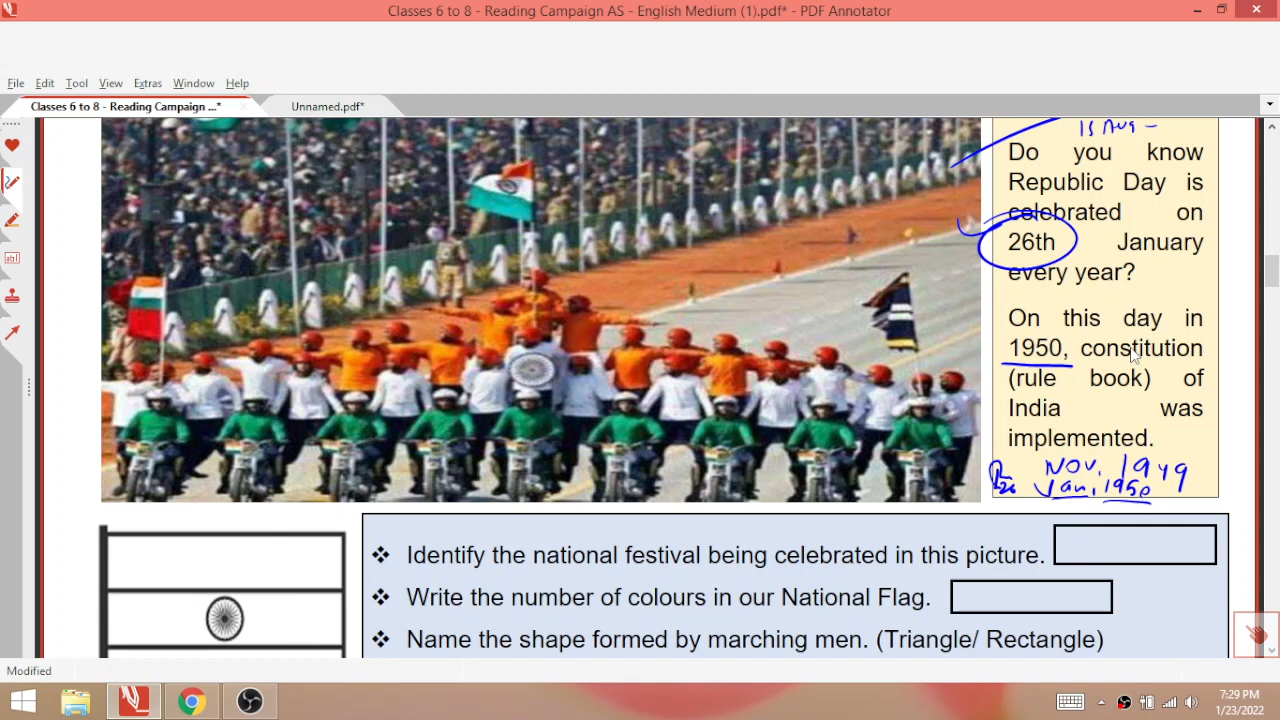 Classes 6 to 8 - Reading Campaign AS - English Medium (1).pdf* - PDF Annotator
File Edit Tool View Extras Window Help
Classes 6 to 8 - Reading Campaign ...* Unnamed.pdf*
15 Aug -
Do you know
Republic Day is
celebrated on
26th January
every year?
On this day in
1950, constitution
(rule book) of
India was
implemented.
Nov. 1949
26 Jan, 1950
❖ Identify the national festival being celebrated in this picture.
❖ Write the number of colours in our National Flag.
❖ Name the shape formed by marching men. (Triangle/ Rectangle)
Modified
7:29 PM
1/23/2022